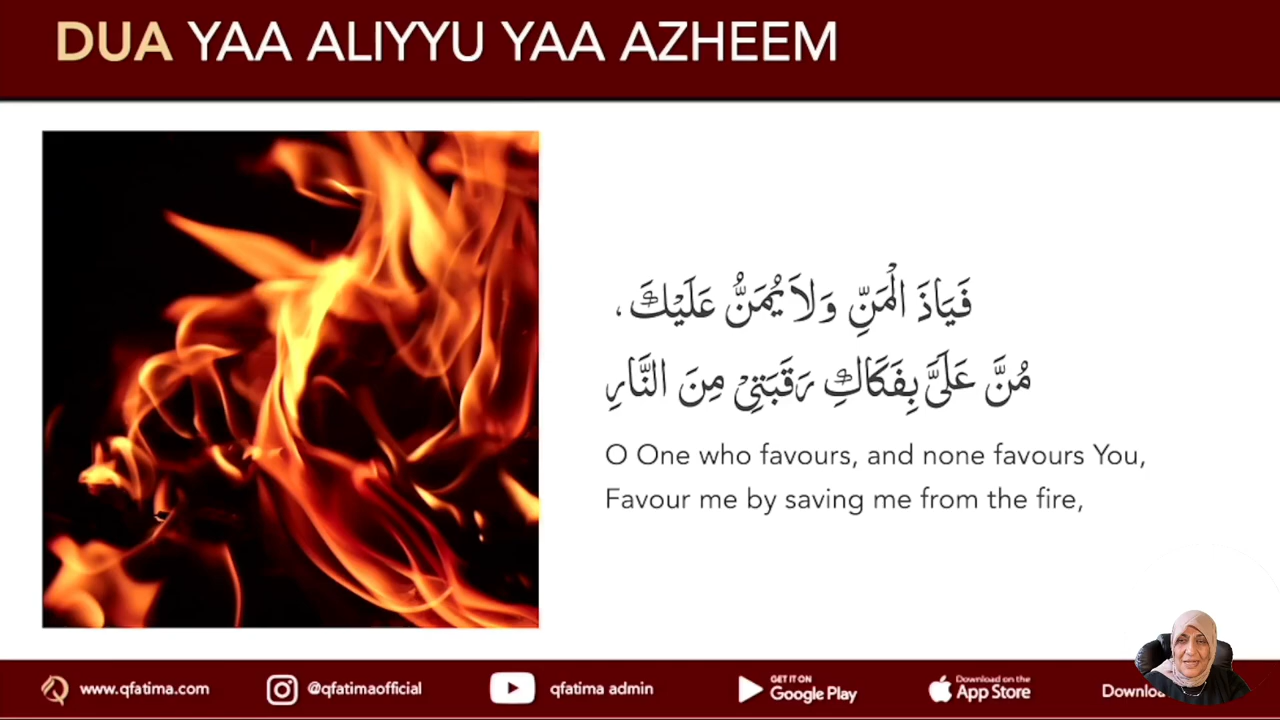 DUA YAA ALIYYU YAA AZHEEM
فَيَاذَ الْمَنِّ وَلاَ يُمَنُّ عَلَيْكَ،
مُنَّ عَلَىَّ بِفَكَاكِ رَقَبَتِيْ مِنَ النَّارِ
O One who favours, and none favours You,
Favour me by saving me from the fire,
www.qfatima.com
@qfatimaofficial
qfatima admin
GET IT ON
Google Play
Download on the
App Store